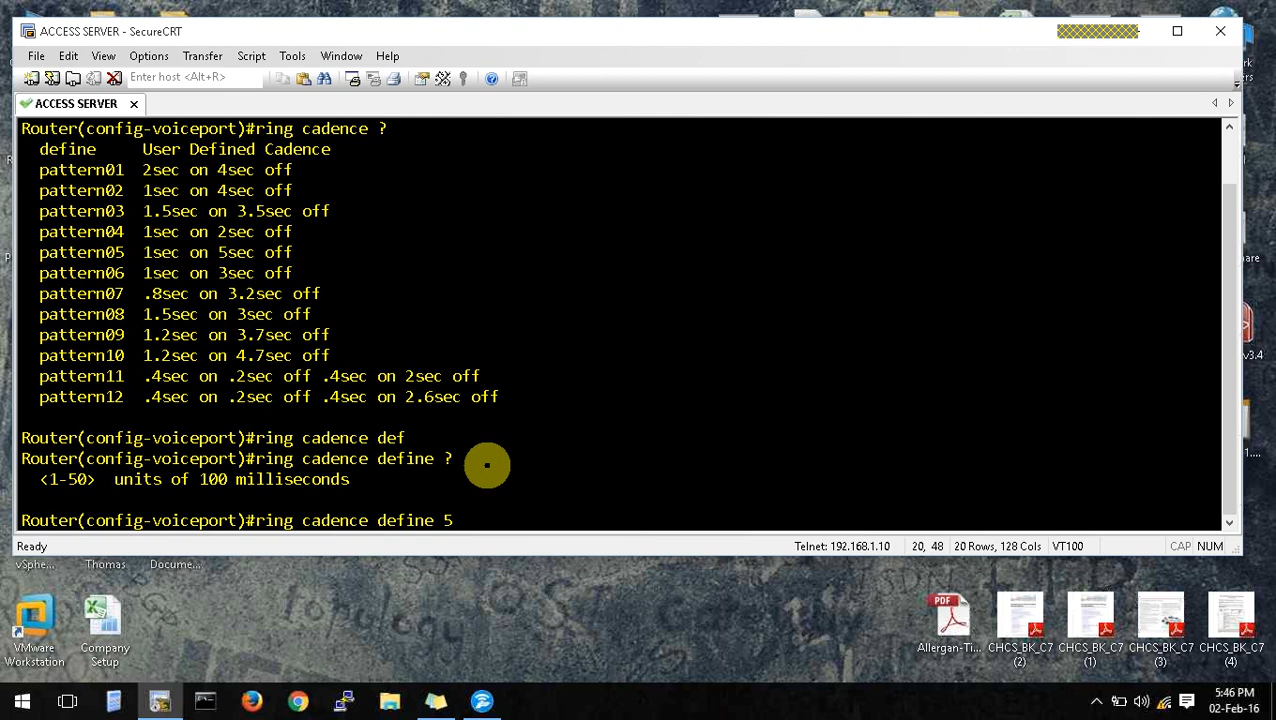 ACCESS SERVER - SecureCRT
File Edit View Options Transfer Script Tools Window Help
Enter host <Alt+R>
ACCESS SERVER
Router(config-voiceport)#ring cadence ?
define User Defined Cadence
pattern01 2sec on 4sec off
pattern02 1sec on 4sec off
pattern03 1.5sec on 3.5sec off
pattern04 1sec on 2sec off
pattern05 1sec on 5sec off
pattern06 1sec on 3sec off
pattern07 .8sec on 3.2sec off
pattern08 1.5sec on 3sec off
pattern09 1.2sec on 3.7sec off
pattern10 1.2sec on 4.7sec off
pattern11 .4sec on .2sec off .4sec on 2sec off
pattern12 .4sec on .2sec off .4sec on 2.6sec off
Router(config-voiceport)#ring cadence def
Router(config-voiceport)#ring cadence define ?
<1-50> units of 100 milliseconds
Router(config-voiceport)#ring cadence define 5
Ready Telnet: 192.168.1.10 20, 48 20 Rows, 128 Cols VT100 CAP NUM
vSphe... Thomas Docume...
VMware Workstation
Company Setup
PDF
Allergan-Ti...
CHCS_BK_C7 (2)
CHCS_BK_C7 (1)
CHCS_BK_C7 (3)
CHCS_BK_C7 (4)
5:46 PM
02-Feb-16